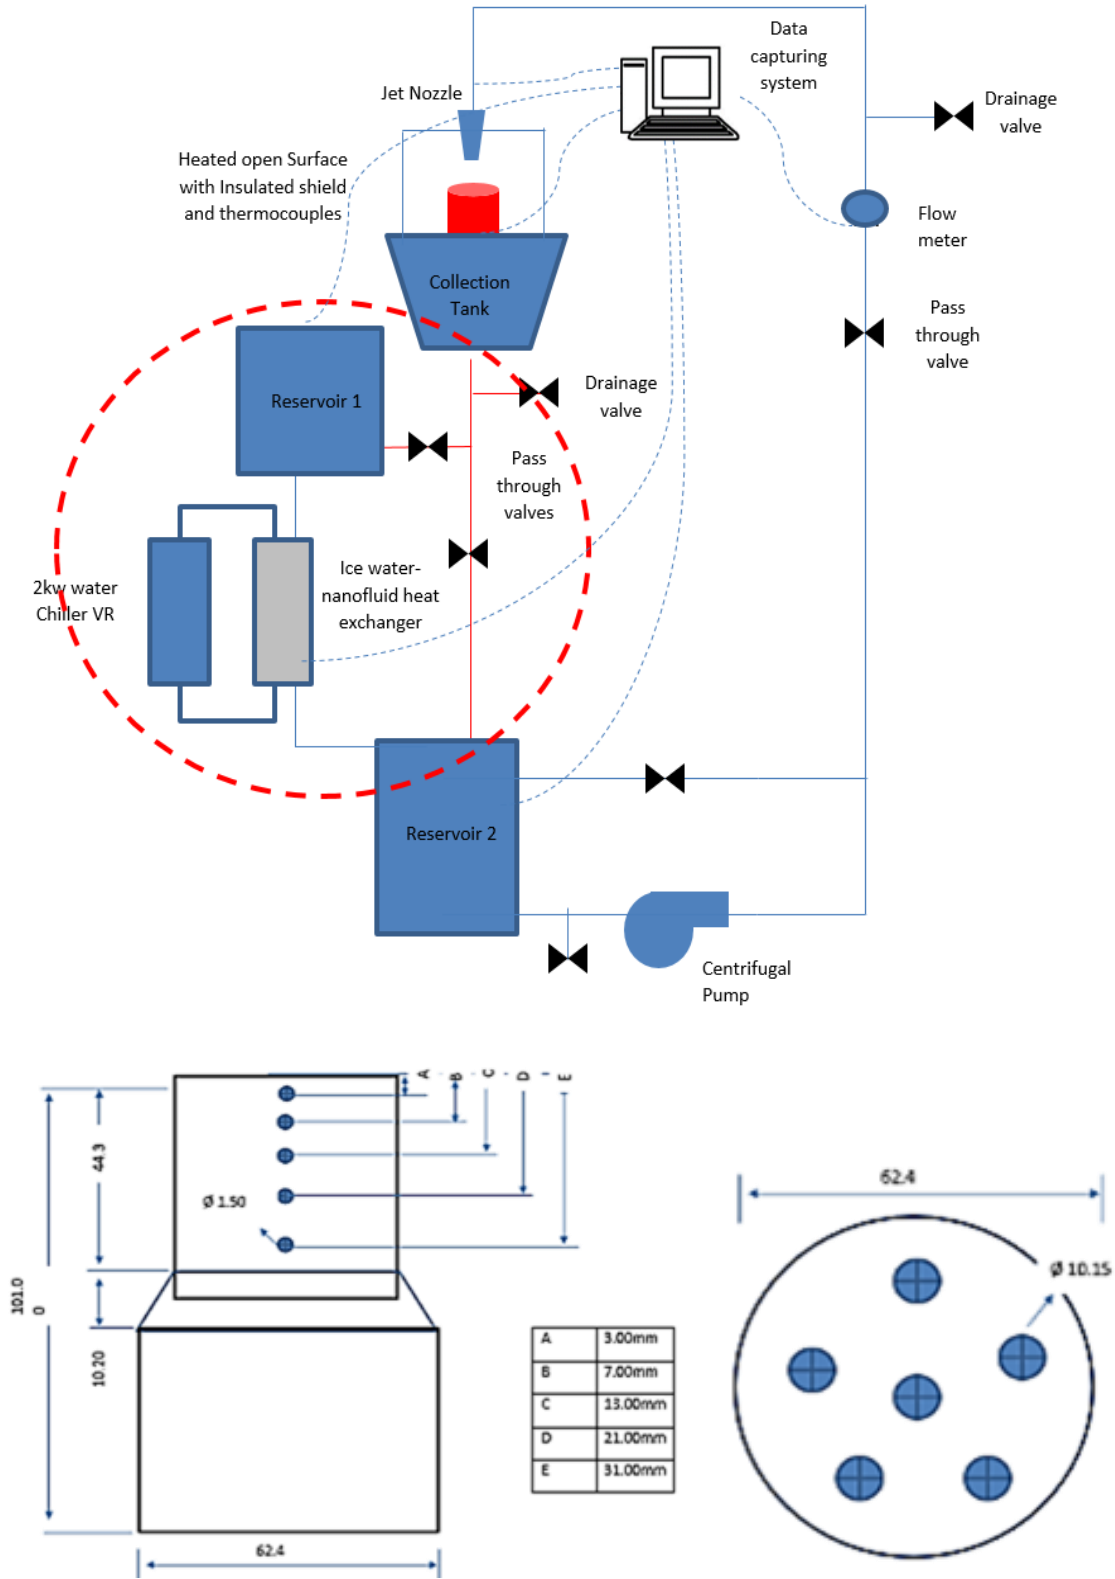 Data
capturing
system
Jet Nozzle
Drainage
valve
Heated open Surface
with Insulated shield
and thermocouples
Flow
meter
Collection
Tank
Pass
through
valve
Drainage
valve
Reservoir 1
Pass
through
valves
2kw water
Chiller VR
Ice water-
nanofluid heat
exchanger
Reservoir 2
Centrifugal
Pump
A
B
C
D
E
44.3
Ø 1.50
101.0
0
10.20
62.4
A 3.00mm
B 7.00mm
C 13.00mm
D 21.00mm
E 31.00mm
62.4
Ø 10.15